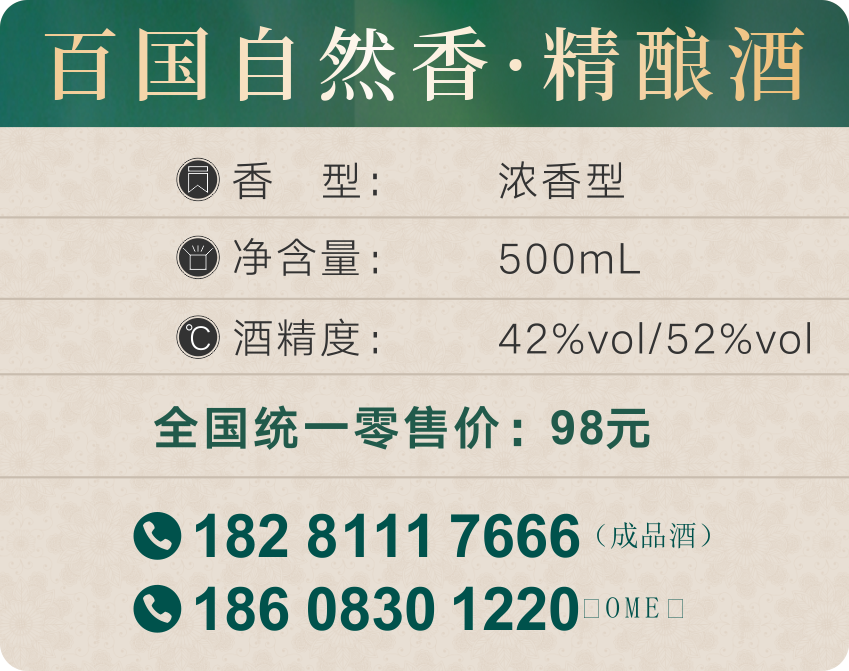 百国自然香·精酿酒
香 型： 浓香型
净含量： 500mL
酒精度： 42%vol/52%vol
全国统一零售价：98元
182 8111 7666（成品酒）
186 0830 1220□OME□